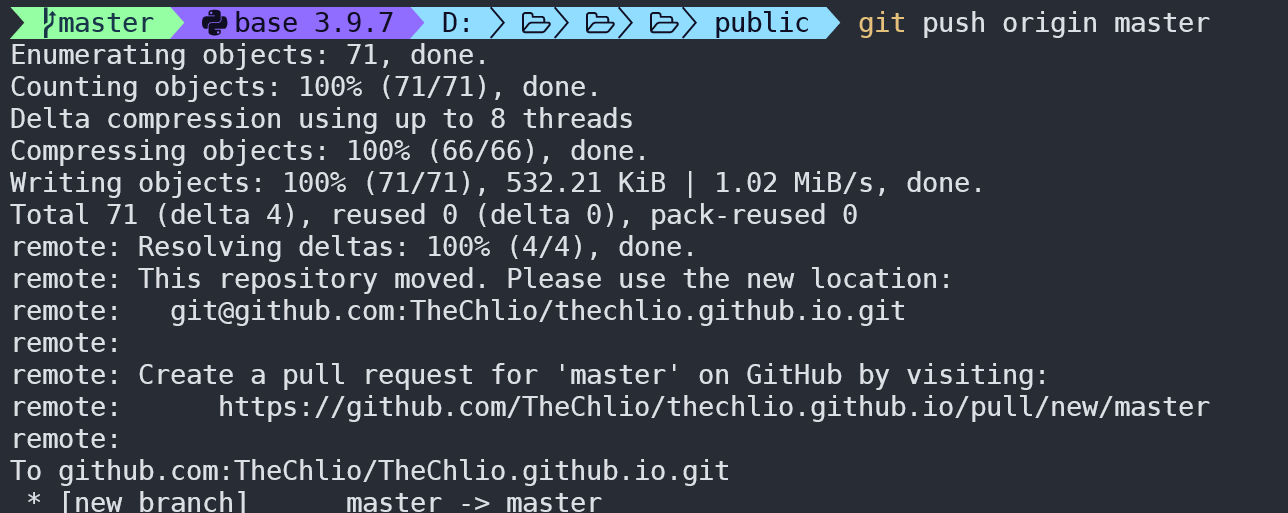 master base 3.9.7 D: public git push origin master
Enumerating objects: 71, done.
Counting objects: 100% (71/71), done.
Delta compression using up to 8 threads
Compressing objects: 100% (66/66), done.
Writing objects: 100% (71/71), 532.21 KiB | 1.02 MiB/s, done.
Total 71 (delta 4), reused 0 (delta 0), pack-reused 0
remote: Resolving deltas: 100% (4/4), done.
remote: This repository moved. Please use the new location:
remote:   git@github.com:TheChlio/thechlio.github.io.git
remote:
remote: Create a pull request for 'master' on GitHub by visiting:
remote:      https://github.com/TheChlio/thechlio.github.io/pull/new/master
remote:
To github.com:TheChlio/TheChlio.github.io.git
 * [new branch]      master -> master